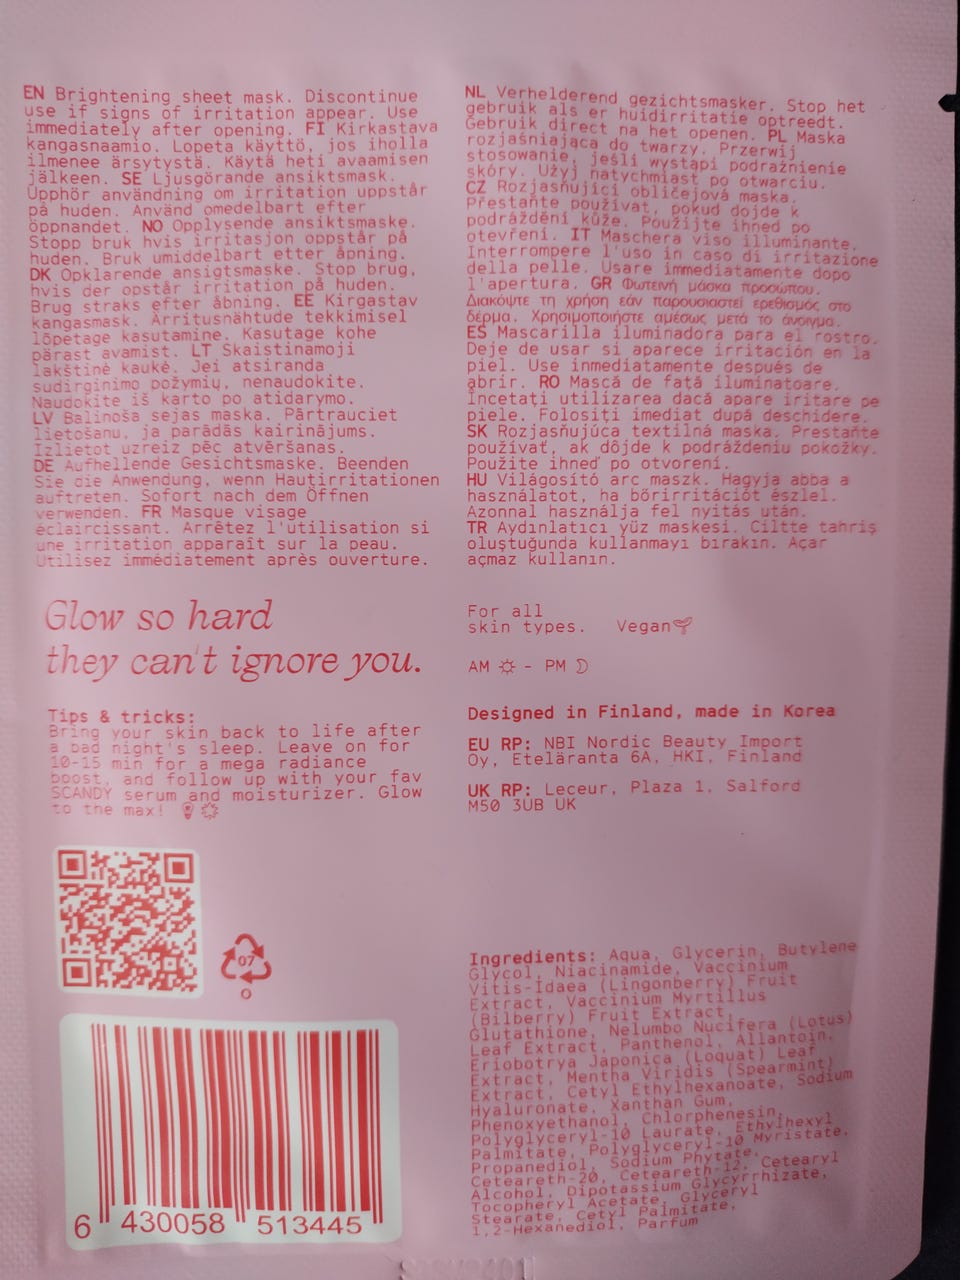 EN Brightening sheet mask. Discontinue
use if signs of irritation appear. Use
immediately after opening. FI Kirkastava
kangasnaamio. Lopeta käyttö, jos iholla
ilmenee ärsytystä. Käytä heti avaamisen
jälkeen. SE Ljusgörande ansiktsmask.
Upphör användning om irritation uppstår
på huden. Använd omedelbart efter
öppnandet. NO Opplysende ansiktsmaske.
Stopp bruk hvis irritasjon oppstår på
huden. Bruk umiddelbart etter åpning.
DK Opklarende ansigtsmaske. Stop brug,
hvis der opstår irritation på huden.
Brug straks efter åbning. EE Kirgastav
kangasmask. Ärritusnähtude tekkimisel
lõpetage kasutamine. Kasutage kohe
pärast avamist. LT Skaistinamoji
lakštinė kaukė. Jei atsiranda
sudirginimo požymių, nenaudokite.
Naudokite iš karto po atidarymo.
LV Balinoša sejas maska. Pārtrauciet
lietošanu, ja parādās kairinājums.
Izlietot uzreiz pēc atvēršanas.
DE Aufhellende Gesichtsmaske. Beenden
Sie die Anwendung, wenn Hautirritationen
auftreten. Sofort nach dem Öffnen
verwenden. FR Masque visage
éclaircissant. Arrêtez l'utilisation si
une irritation apparaît sur la peau.
Utilisez immédiatement après ouverture.
NL Verhelderend gezichtsmasker. Stop het
gebruik als er huidirritatie optreedt.
Gebruik direct na het openen. PL Maska
rozjaśniająca do twarzy. Przerwij
stosowanie, jeśli wystąpi podrażnienie
skóry. Użyj natychmiast po otwarciu.
CZ Rozjasňující obličejová maska.
Přestaňte používat, pokud dojde k
podráždění kůže. Použijte ihned po
otevření. IT Maschera viso illuminante.
Interrompere l'uso in caso di irritazione
della pelle. Usare immediatamente dopo
l'apertura. GR Φωτεινή μάσκα προσώπου.
Διακόψτε τη χρήση εάν παρουσιαστεί ερεθισμός στο
δέρμα. Χρησιμοποιήστε αμέσως μετά το άνοιγμα.
ES Mascarilla iluminadora para el rostro.
Deje de usar si aparece irritación en la
piel. Use inmediatamente después de
abrir. RO Mască de față iluminatoare.
Încetați utilizarea dacă apare iritare pe
piele. Folosiți imediat după deschidere.
SK Rozjasňujúca textilná maska. Prestaňte
používať, ak dôjde k podráždeniu pokožky.
Použite ihneď po otvorení.
HU Világosító arc maszk. Hagyja abba a
használatot, ha bőrirritációt észlel.
Azonnal használja fel nyitás után.
TR Aydınlatıcı yüz maskesi. Ciltte tahriş
oluştuğunda kullanmayı bırakın. Açar
açmaz kullanın.
Glow so hard
they can't ignore you.
For all
skin types. Vegan
AM - PM
Tips & tricks:
Bring your skin back to life after
a bad night's sleep. Leave on for
10-15 min for a mega radiance
boost, and follow up with your fav
SCANDY serum and moisturizer. Glow
to the max!
Designed in Finland, made in Korea
EU RP: NBI Nordic Beauty Import
Oy, Eteläranta 6A, HKI, Finland
UK RP: Leceur, Plaza 1, Salford
M50 3UB UK
07
O
Ingredients: Aqua, Glycerin, Butylene
Glycol, Niacinamide, Vaccinium
Vitis-Idaea (Lingonberry) Fruit
Extract, Vaccinium Myrtillus
(Bilberry) Fruit Extract,
Glutathione, Nelumbo Nucifera (Lotus)
Leaf Extract, Panthenol, Allantoin,
Eriobotrya Japonica (Loquat) Leaf
Extract, Mentha Viridis (Spearmint)
Extract, Cetyl Ethylhexanoate, Sodium
Hyaluronate, Xanthan Gum,
Phenoxyethanol, Chlorphenesin,
Polyglyceryl-10 Laurate, Ethylhexyl
Palmitate, Polyglyceryl-10 Myristate,
Propanediol, Sodium Phytate,
Ceteareth-20, Ceteareth-12, Cetearyl
Alcohol, Dipotassium Glycyrrhizate,
Tocopheryl Acetate, Glyceryl
Stearate, Cetyl Palmitate,
1,2-Hexanediol, Parfum
6 430058 513445